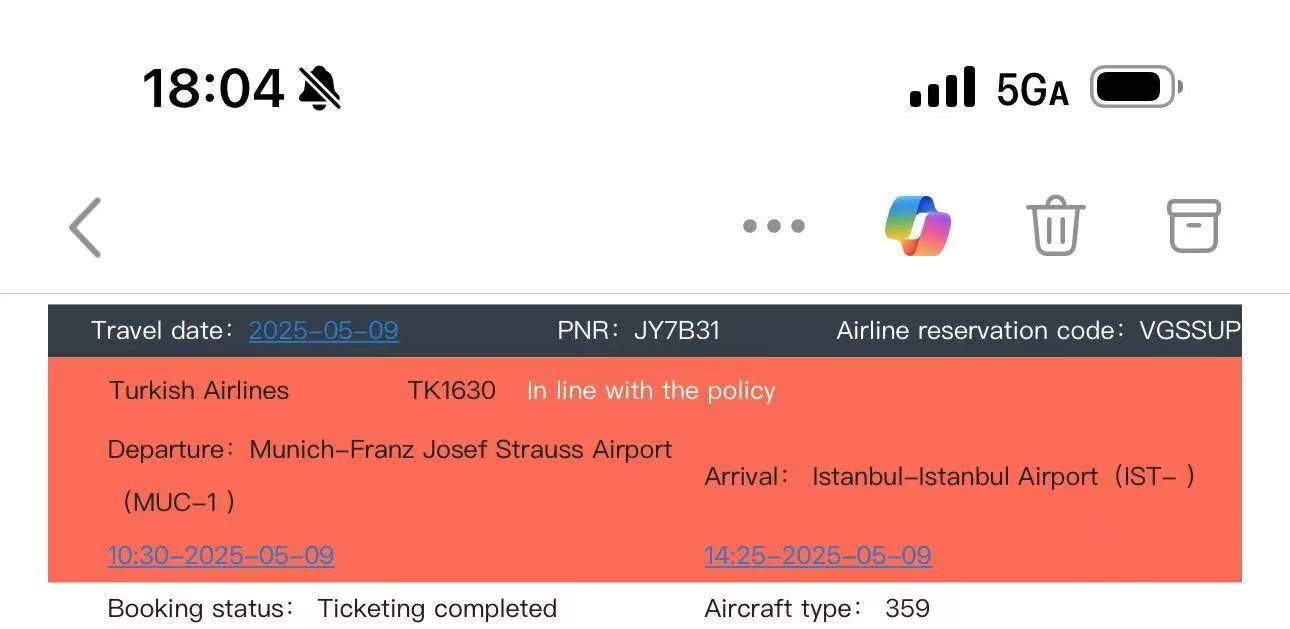 18:04
5GA
Travel date： 2025-05-09 PNR： JY7B31 Airline reservation code： VGSSUP
Turkish Airlines TK1630 In line with the policy
Departure： Munich-Franz Josef Strauss Airport
（MUC-1 ）
Arrival： Istanbul-Istanbul Airport（IST- ）
10:30-2025-05-09 14:25-2025-05-09
Booking status： Ticketing completed Aircraft type： 359